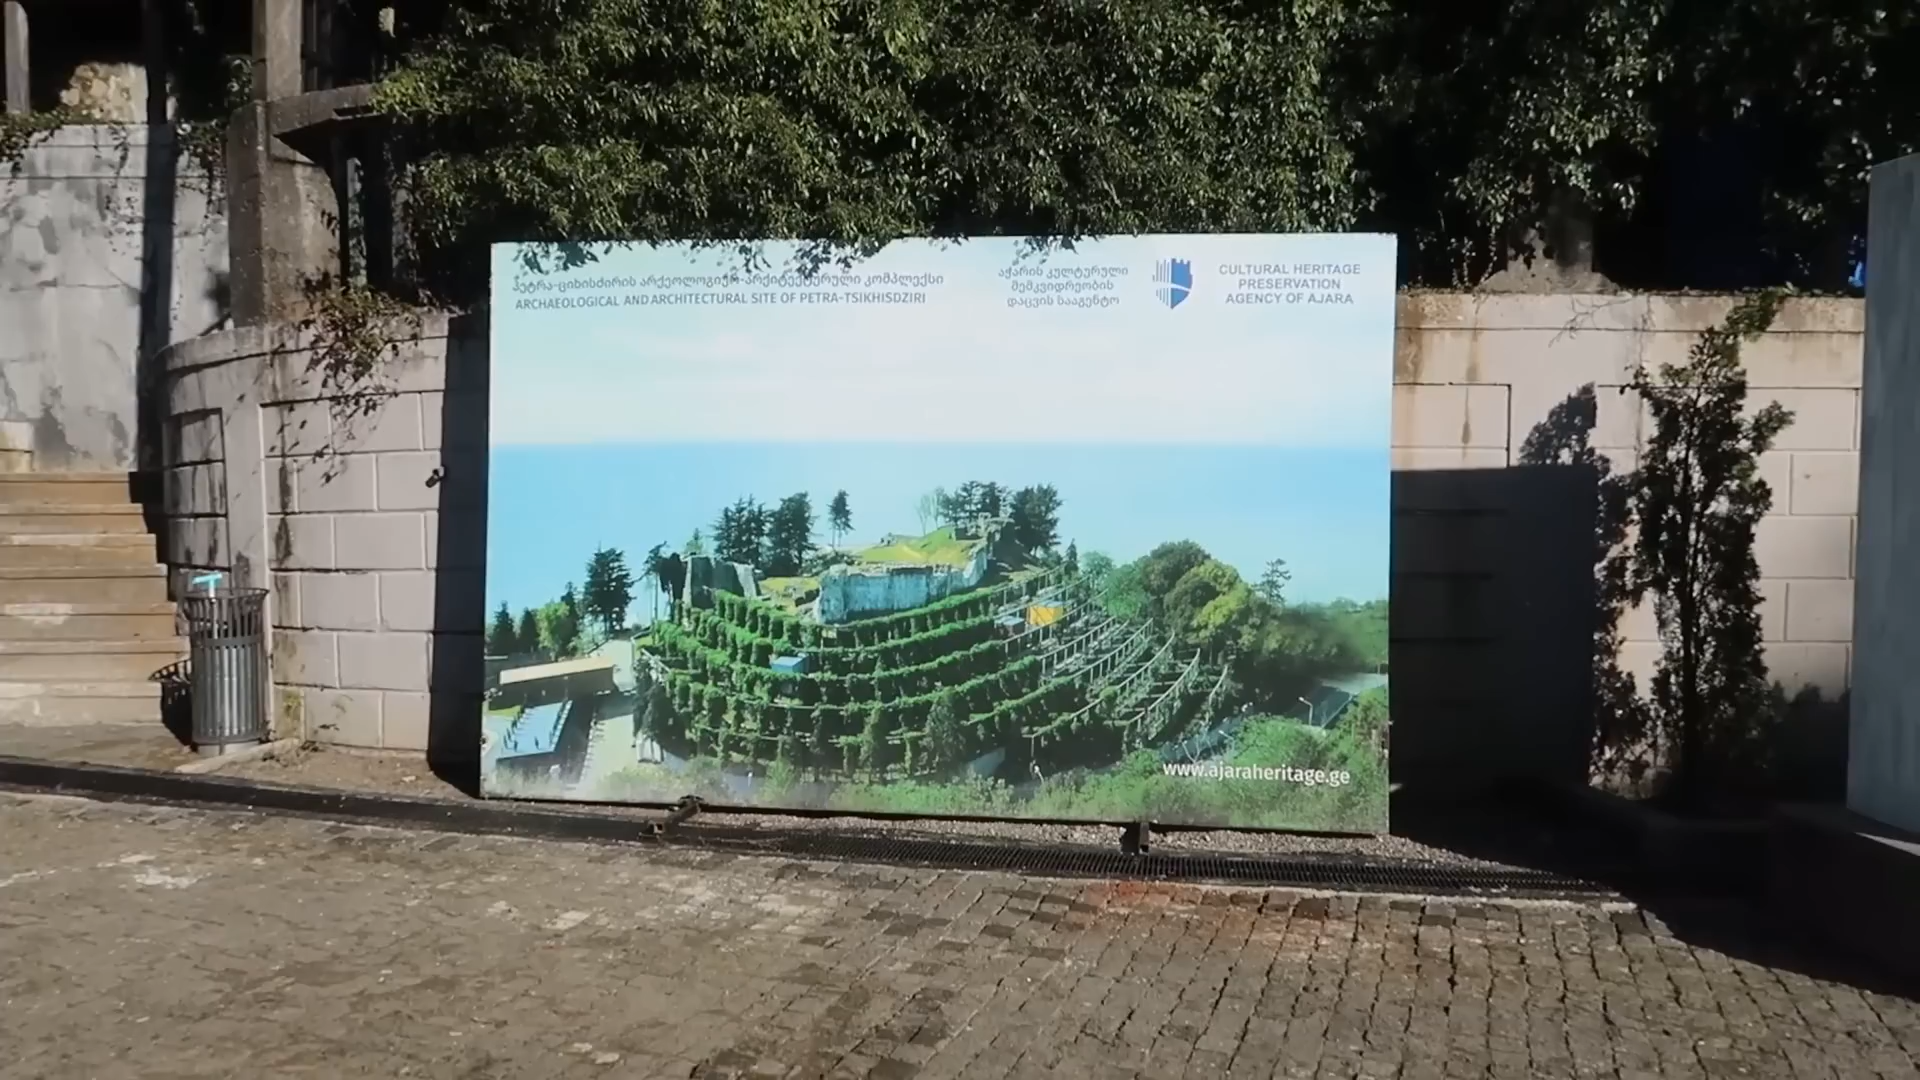 პეტრა-ციხისძირის არქეოლოგიურ-არქიტექტურული კომპლექსი
ARCHAEOLOGICAL AND ARCHITECTURAL SITE OF PETRA-TSIKHISDZIRI
აჭარის კულტურული
მემკვიდრეობის
დაცვის სააგენტო
CULTURAL HERITAGE
PRESERVATION
AGENCY OF AJARA
www.ajaraheritage.ge